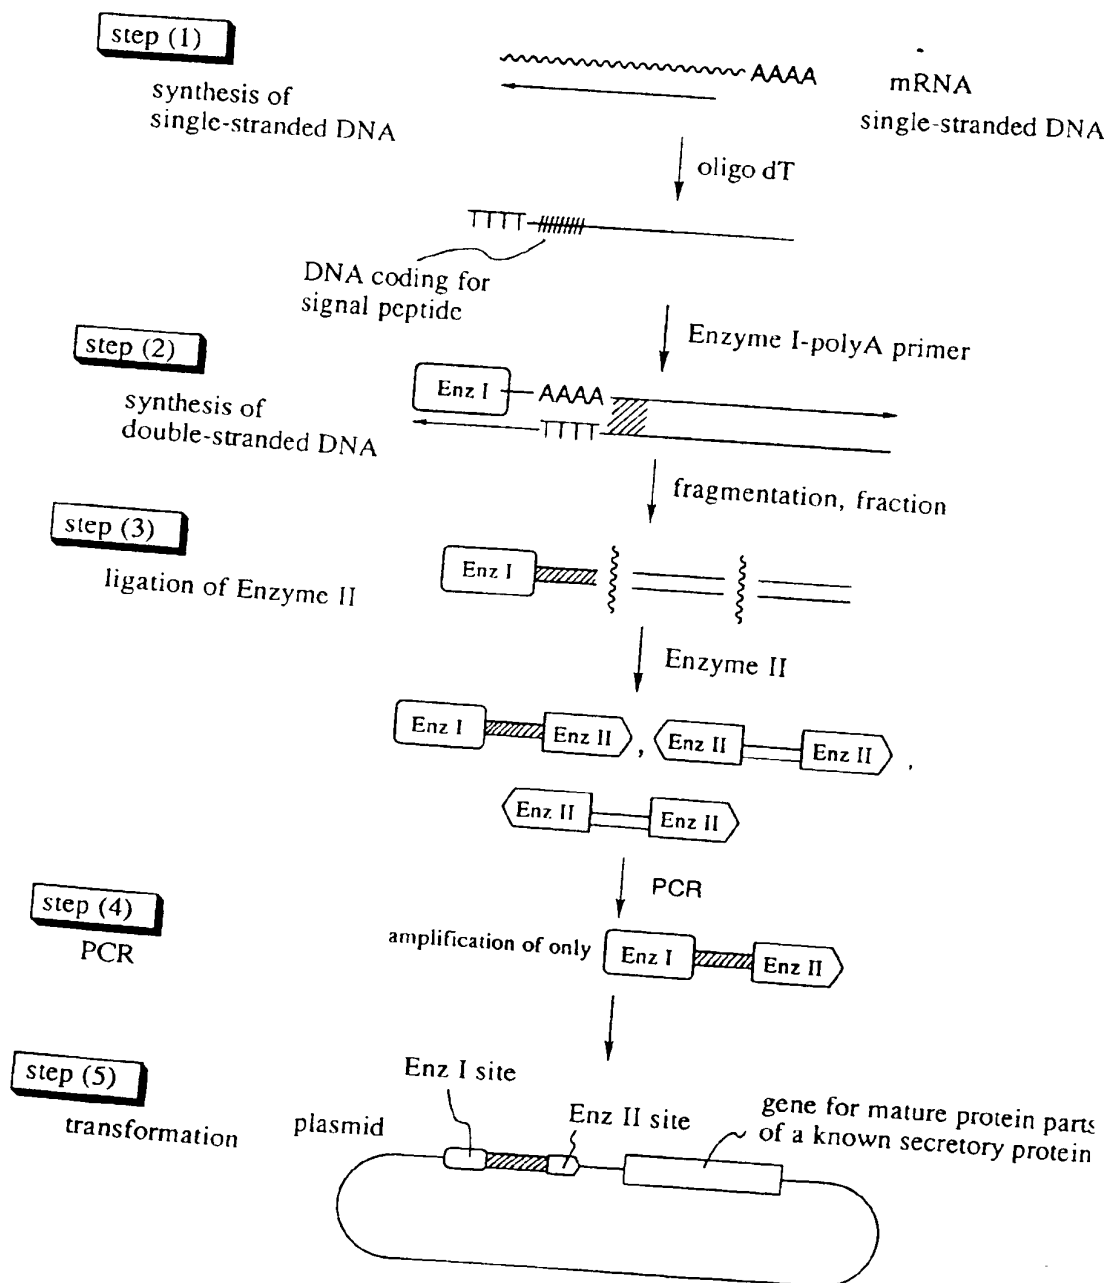 step (1)
synthesis of
single-stranded DNA
AAAA
mRNA
single-stranded DNA
oligo dT
TTTT
DNA coding for
signal peptide
step (2)
synthesis of
double-stranded DNA
Enzyme I-polyA primer
Enz I
AAAA
TTTT
fragmentation, fraction
step (3)
ligation of Enzyme II
Enz I
Enzyme II
Enz I
Enz II
,
Enz II
Enz II
,
Enz II
Enz II
PCR
step (4)
PCR
amplification of only
Enz I
Enz II
step (5)
transformation
Enz I site
plasmid
Enz II site
gene for mature protein parts
of a known secretory protein